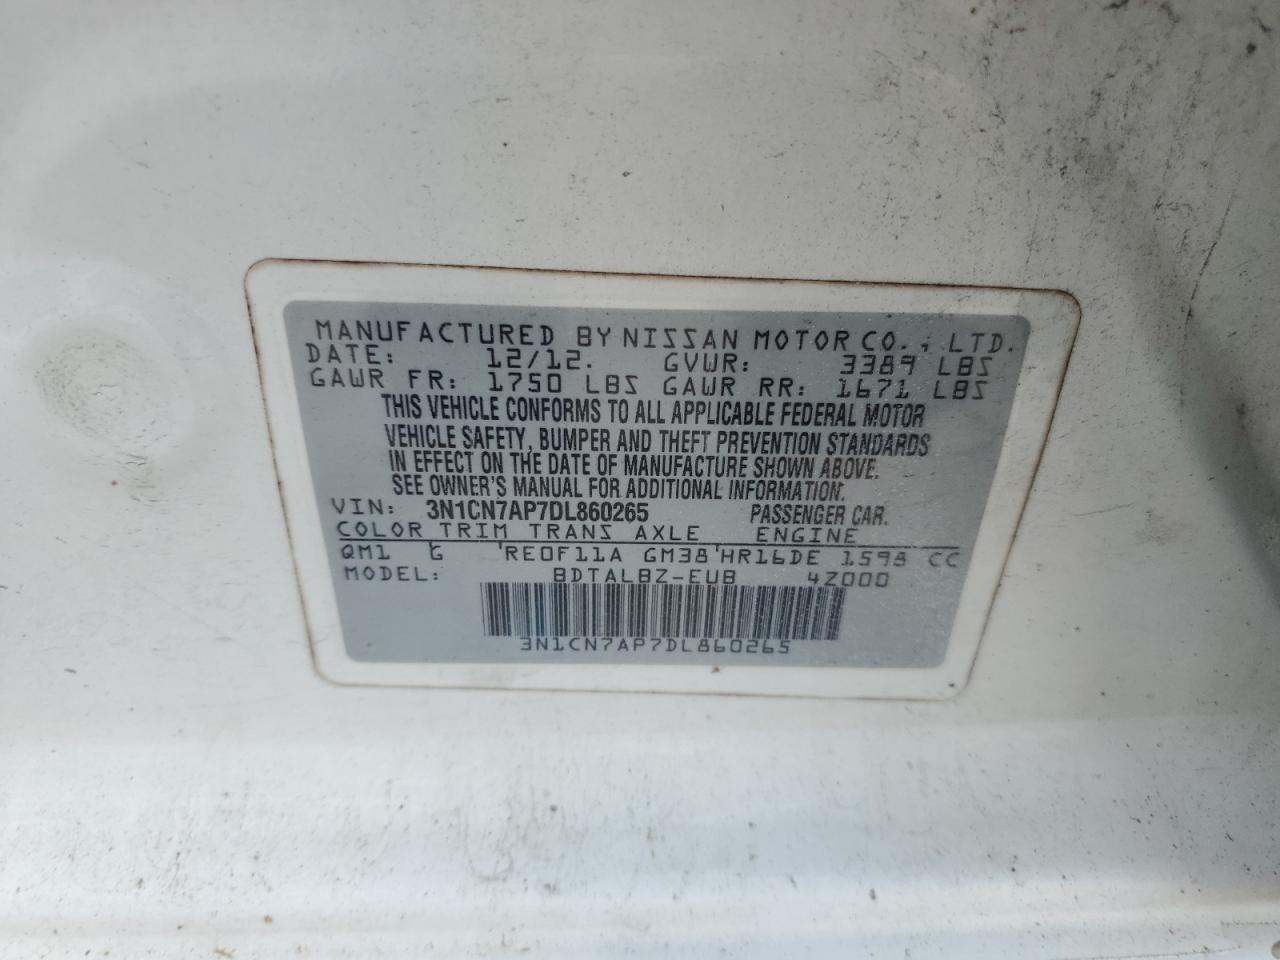 MANUFACTURED BY NISSAN MOTOR CO., LTD.
DATE: 12/12. GVWR: 3389 LBS
GAWR FR: 1750 LBS GAWR RR: 1671 LBS
THIS VEHICLE CONFORMS TO ALL APPLICABLE FEDERAL MOTOR
VEHICLE SAFETY, BUMPER AND THEFT PREVENTION STANDARDS
IN EFFECT ON THE DATE OF MANUFACTURE SHOWN ABOVE.
SEE OWNER'S MANUAL FOR ADDITIONAL INFORMATION.
VIN: 3N1CN7AP7DL860265 PASSENGER CAR.
COLOR TRIM TRANS AXLE ENGINE
QM1 G RE0F11A GM38 HR16DE 1598 CC
MODEL: BDTALBZ-EUB 4Z000
3N1CN7AP7DL860265